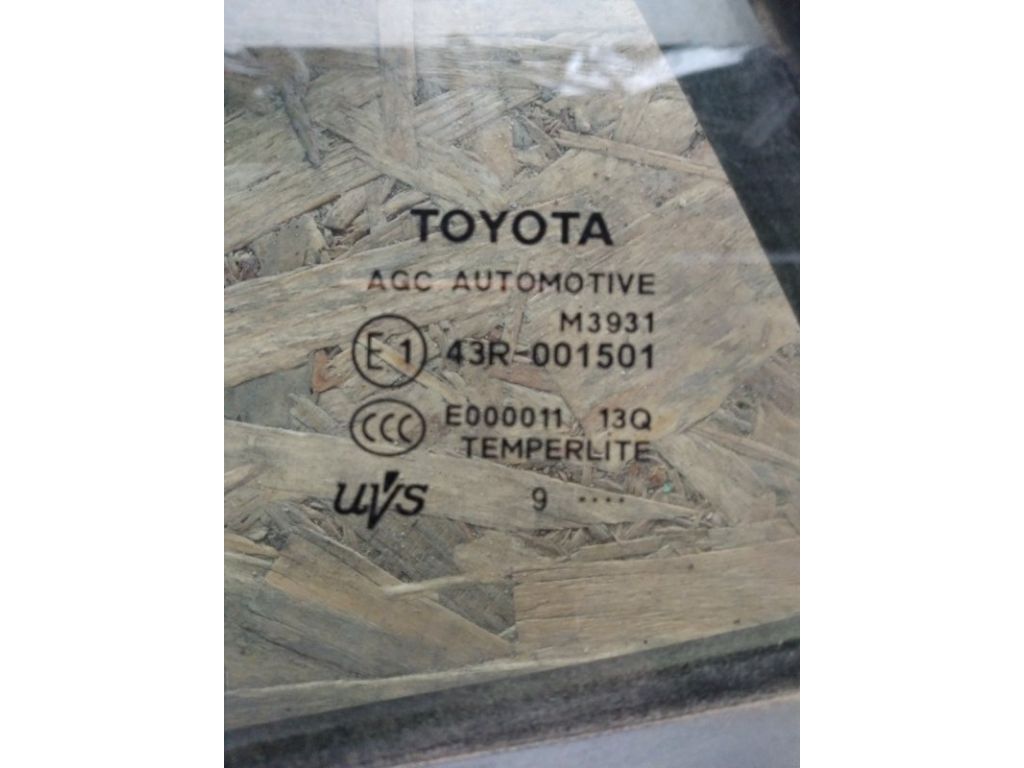 TOYOTA
AGC AUTOMOTIVE
M3931
E1 43R-001501
CCC E000011 13Q
TEMPERLITE
uVs 9 ····